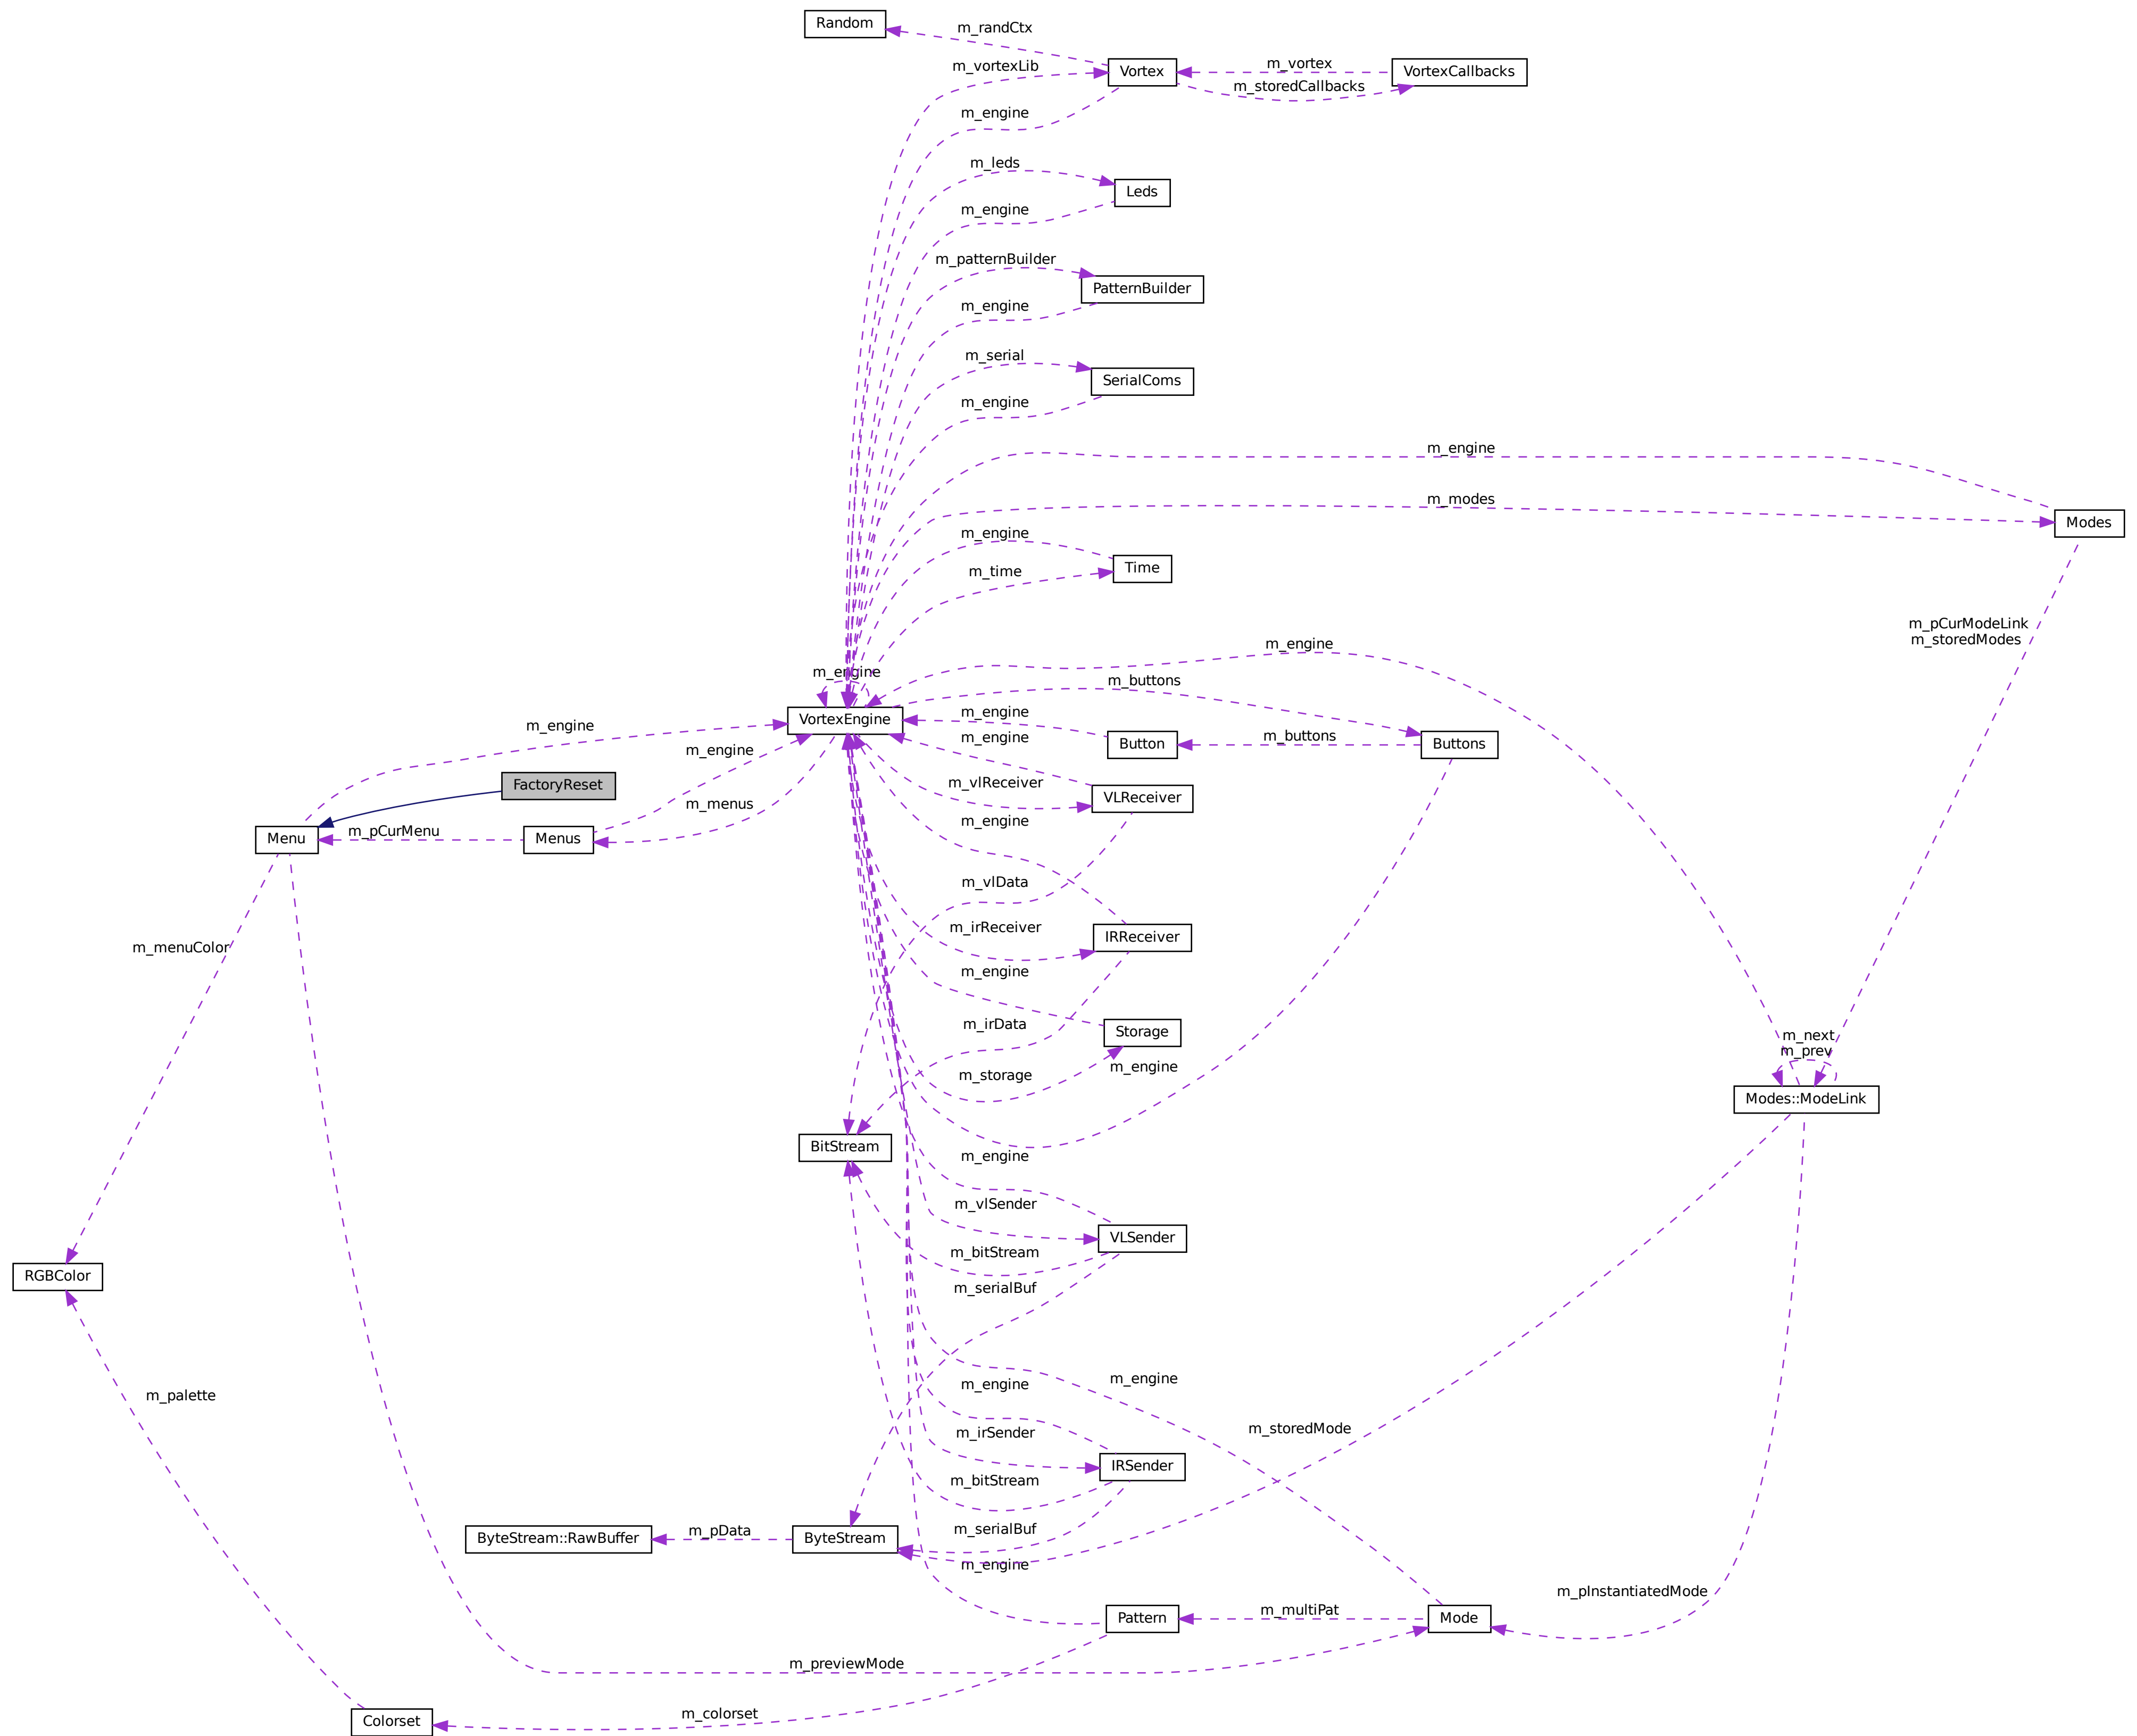 Random
m_randCtx
m_vortexLib
Vortex
m_vortex
VortexCallbacks
m_storedCallbacks
m_engine
m_leds
Leds
m_engine
m_patternBuilder
PatternBuilder
m_engine
m_serial
SerialComs
m_engine
m_engine
m_modes
Modes
m_engine
Time
m_time
m_pCurModeLink
m_storedModes
m_engine
m_engine
m_buttons
VortexEngine
m_engine
m_engine
m_engine
Button
m_buttons
Buttons
m_engine
m_engine
FactoryReset
m_vlReceiver
VLReceiver
m_menus
m_engine
Menu
m_pCurMenu
Menus
m_vlData
m_menuColor
m_irReceiver
IRReceiver
m_engine
m_irData
Storage
m_next
m_prev
m_storage
m_engine
Modes::ModeLink
BitStream
m_engine
m_vlSender
VLSender
m_bitStream
RGBColor
m_serialBuf
m_engine
m_engine
m_palette
m_storedMode
m_irSender
IRSender
m_bitStream
m_serialBuf
ByteStream::RawBuffer
m_pData
ByteStream
m_engine
m_pInstantiatedMode
Pattern
m_multiPat
Mode
m_previewMode
m_colorset
Colorset